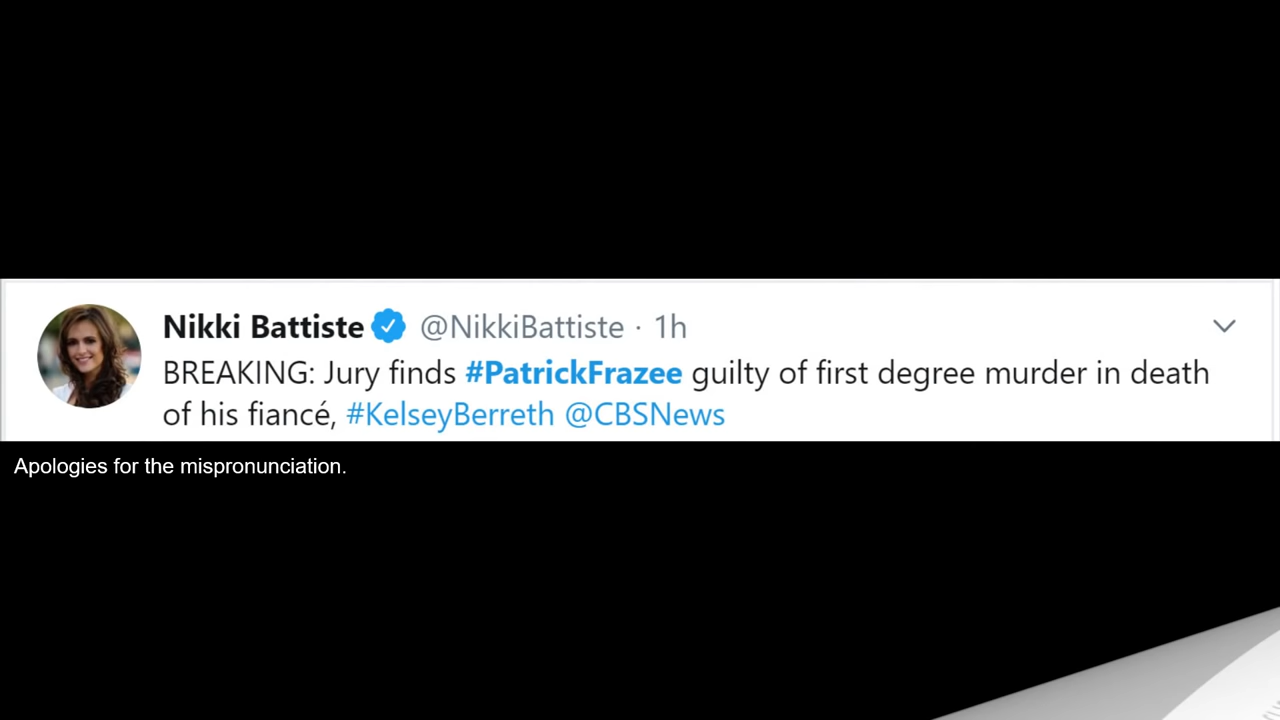 Nikki Battiste @NikkiBattiste · 1h
BREAKING: Jury finds #PatrickFrazee guilty of first degree murder in death
of his fiancé, #KelseyBerreth @CBSNews
Apologies for the mispronunciation.